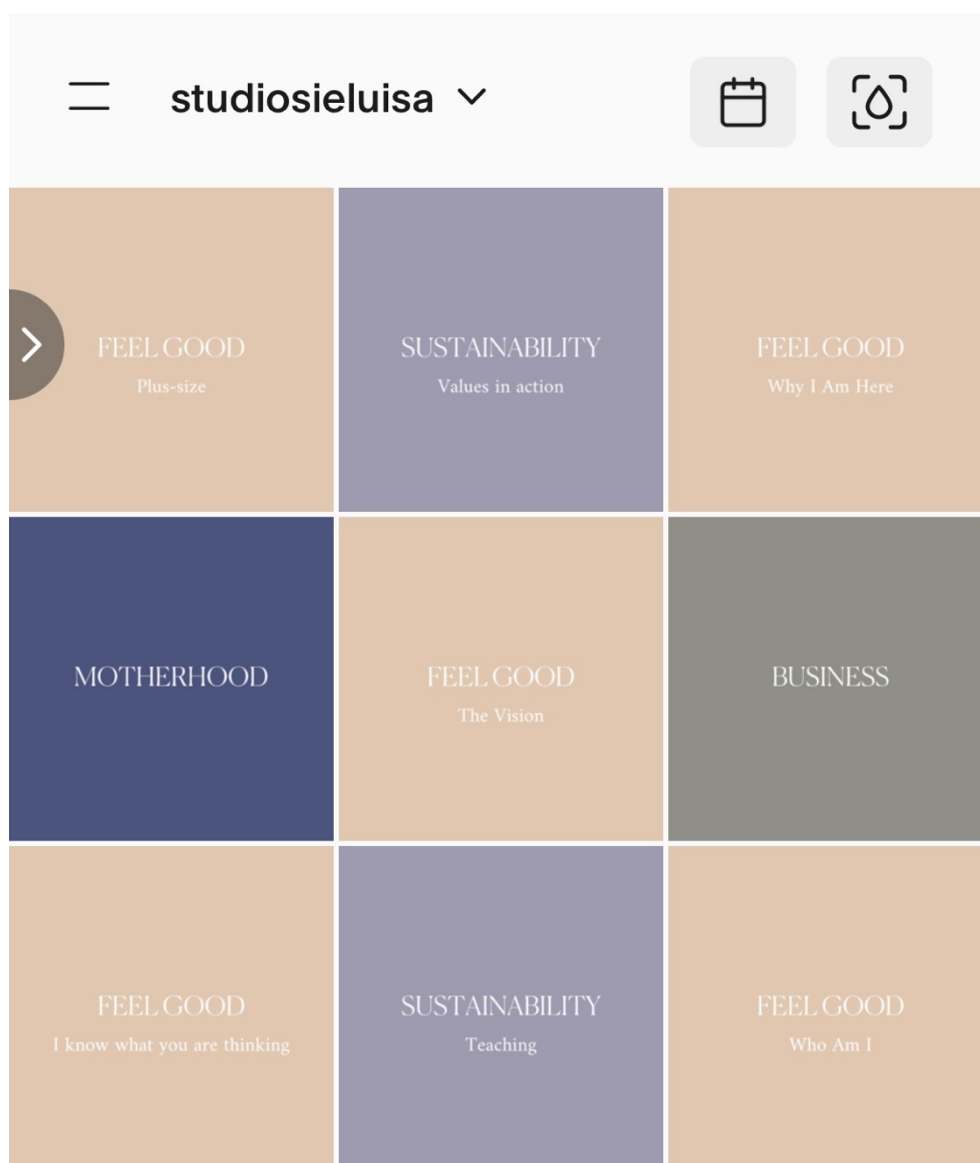 studiosieluisa
FEEL GOOD
Plus-size
SUSTAINABILITY
Values in action
FEEL GOOD
Why I Am Here
MOTHERHOOD
FEEL GOOD
The Vision
BUSINESS
FEEL GOOD
I know what you are thinking
SUSTAINABILITY
Teaching
FEEL GOOD
Who Am I